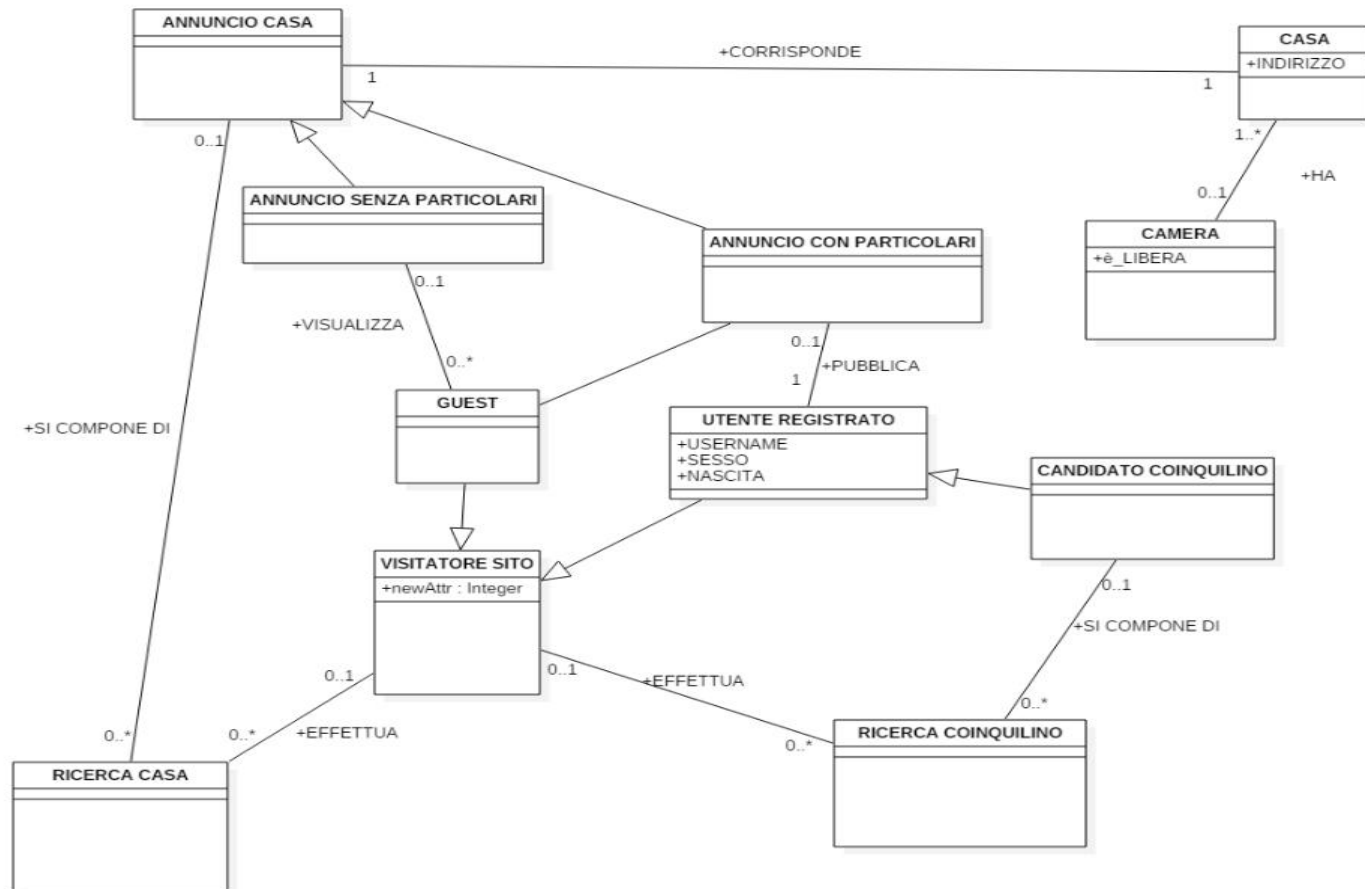 ANNUNCIO CASA
+CORRISPONDE
CASA
+INDIRIZZO
1
1
0..1
1..*
+HA
0..1
ANNUNCIO SENZA PARTICOLARI
CAMERA
+è_LIBERA
ANNUNCIO CON PARTICOLARI
0..1
+VISUALIZZA
0..*
0..1
+PUBBLICA
1
GUEST
UTENTE REGISTRATO
+USERNAME
+SESSO
+NASCITA
+SI COMPONE DI
CANDIDATO COINQUILINO
VISITATORE SITO
+newAttr : Integer
0..1
+SI COMPONE DI
0..1
0..1
+EFFETTUA
0..*
0..*
0..*
+EFFETTUA
0..*
RICERCA COINQUILINO
RICERCA CASA